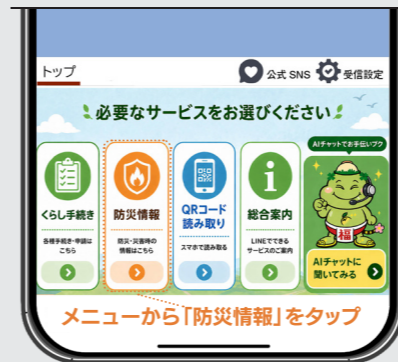 トップ
公式 SNS
受信設定
必要なサービスをお選びください
くらし手続き
各種手続き・申請は
こちら
防災情報
防災・災害時の
情報はこちら
QRコード
読み取り
スマホで読み取る
総合案内
LINEでできる
サービスのご案内
AIチャットでお手伝いフク
福
AIチャットに
聞いてみる
メニューから「防災情報」をタップ